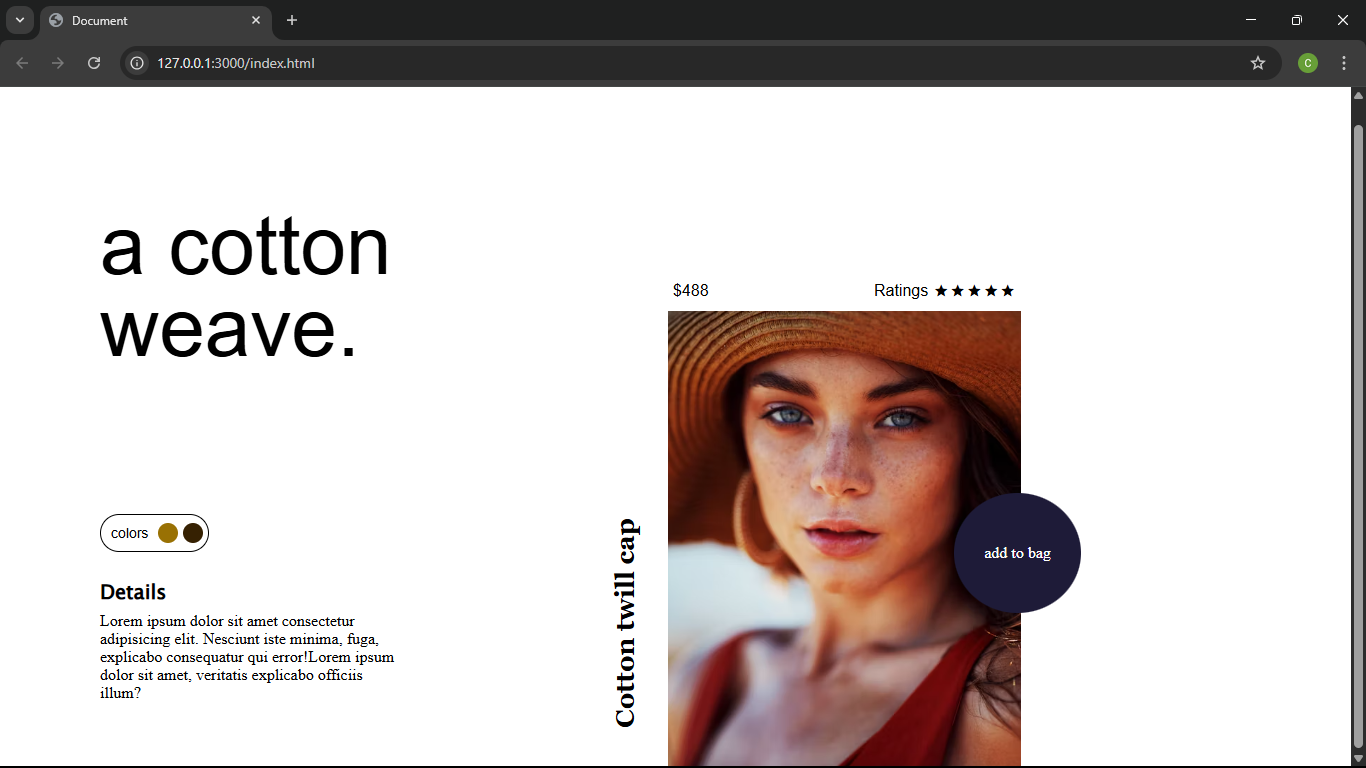 Document
127.0.0.1:3000/index.html
C
a cotton
weave.
$488
Ratings ★★★★★
colors
add to bag
Cotton twill cap
Details
Lorem ipsum dolor sit amet consectetur
adipisicing elit. Nesciunt iste minima, fuga,
explicabo consequatur qui error!Lorem ipsum
dolor sit amet, veritatis explicabo officiis
illum?